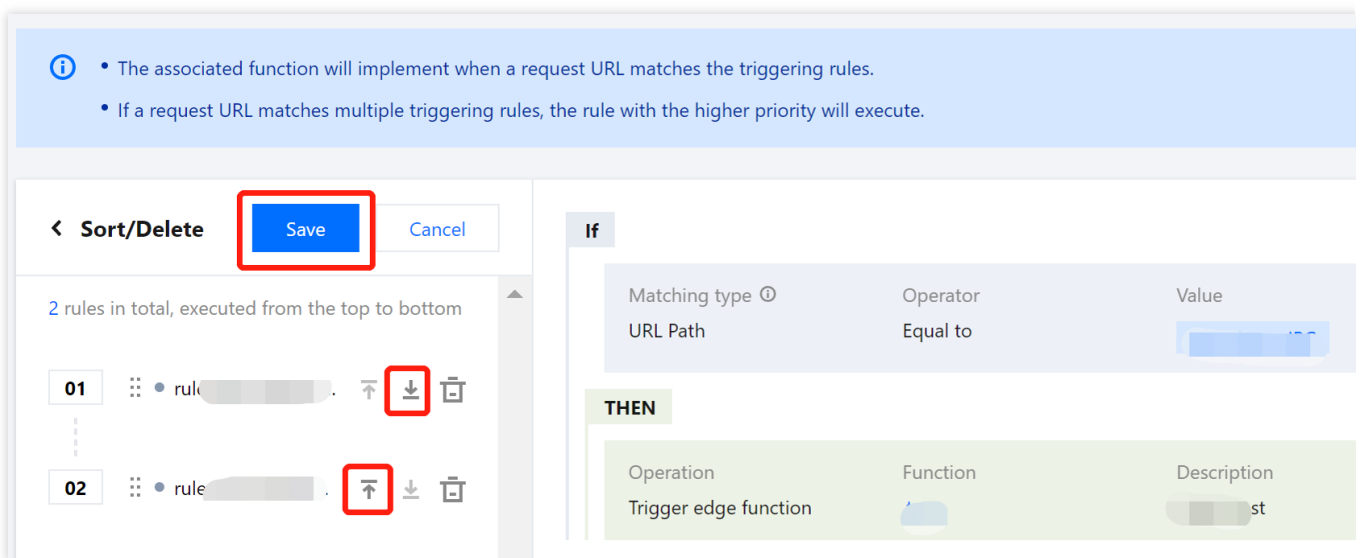 The associated function will implement when a request URL matches the triggering rules.
If a request URL matches multiple triggering rules, the rule with the higher priority will execute.
Sort/Delete
Save
Cancel
2 rules in total, executed from the top to bottom
01
02
If
Matching type
Operator
Value
URL Path
Equal to
THEN
Operation
Function
Description
Trigger edge function